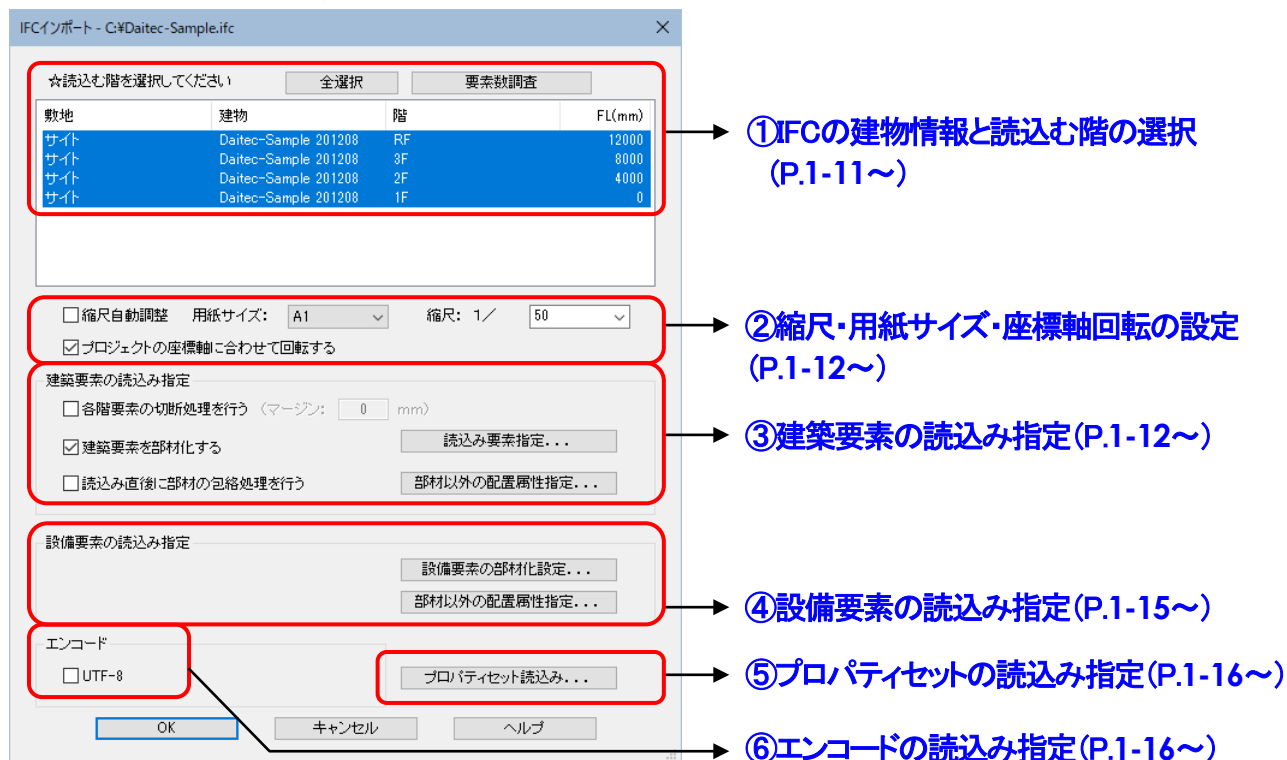 IFCインポート - C:¥Daitec-Sample.ifc
☆読込む階を選択してください 全選択 要素数調査
敷地 建物 階 FL(mm)
サイト Daitec-Sample 201208 RF 12000
サイト Daitec-Sample 201208 3F 8000
サイト Daitec-Sample 201208 2F 4000
サイト Daitec-Sample 201208 1F 0
①IFCの建物情報と読込む階の選択
(P.1-11～)
縮尺自動調整 用紙サイズ: A1 縮尺: 1／ 50
プロジェクトの座標軸に合わせて回転する
②縮尺・用紙サイズ・座標軸回転の設定
(P.1-12～)
建築要素の読込み指定
各階要素の切断処理を行う (マージン: 0 mm)
建築要素を部材化する 読込み要素指定...
読込み直後に部材の包絡処理を行う 部材以外の配置属性指定...
③建築要素の読込み指定(P.1-12～)
設備要素の読込み指定
設備要素の部材化設定...
部材以外の配置属性指定...
④設備要素の読込み指定(P.1-15～)
エンコード
UTF-8 プロパティセット読込み...
⑤プロパティセットの読込み指定(P.1-16～)
OK キャンセル ヘルプ
⑥エンコードの読込み指定(P.1-16～)